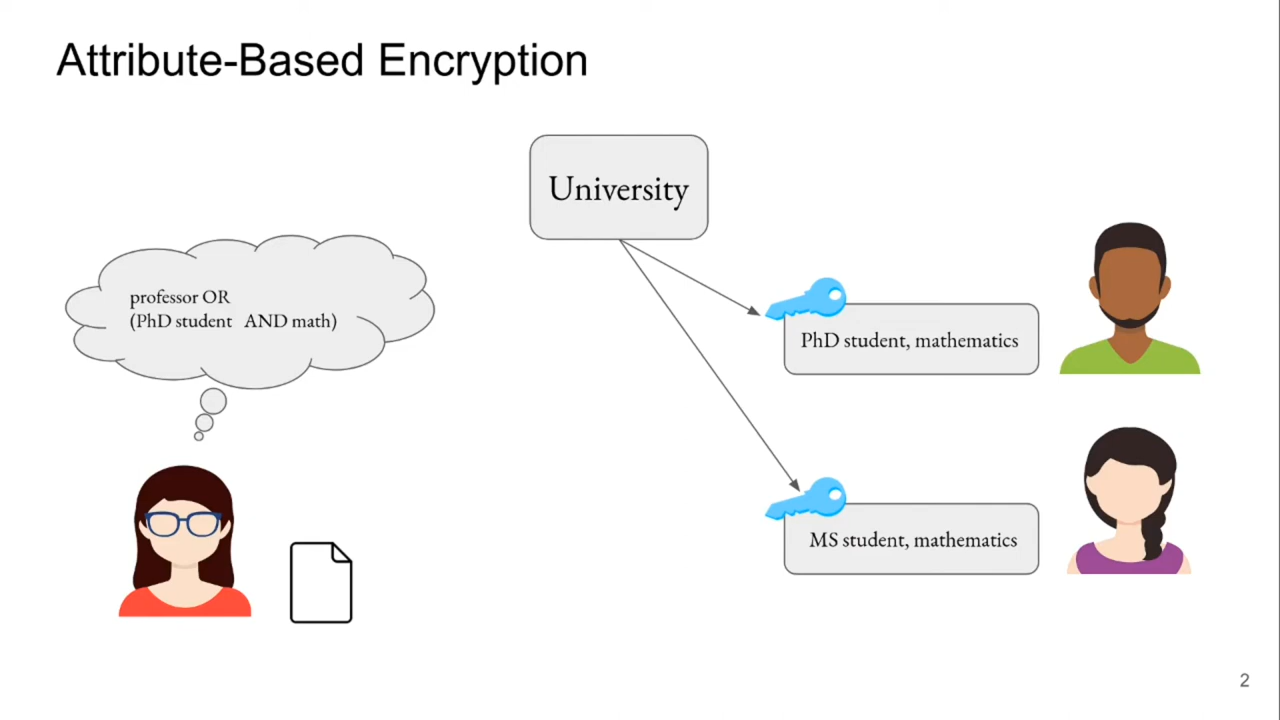 Attribute-Based Encryption
University
professor OR
(PhD student AND math)
PhD student, mathematics
MS student, mathematics
2